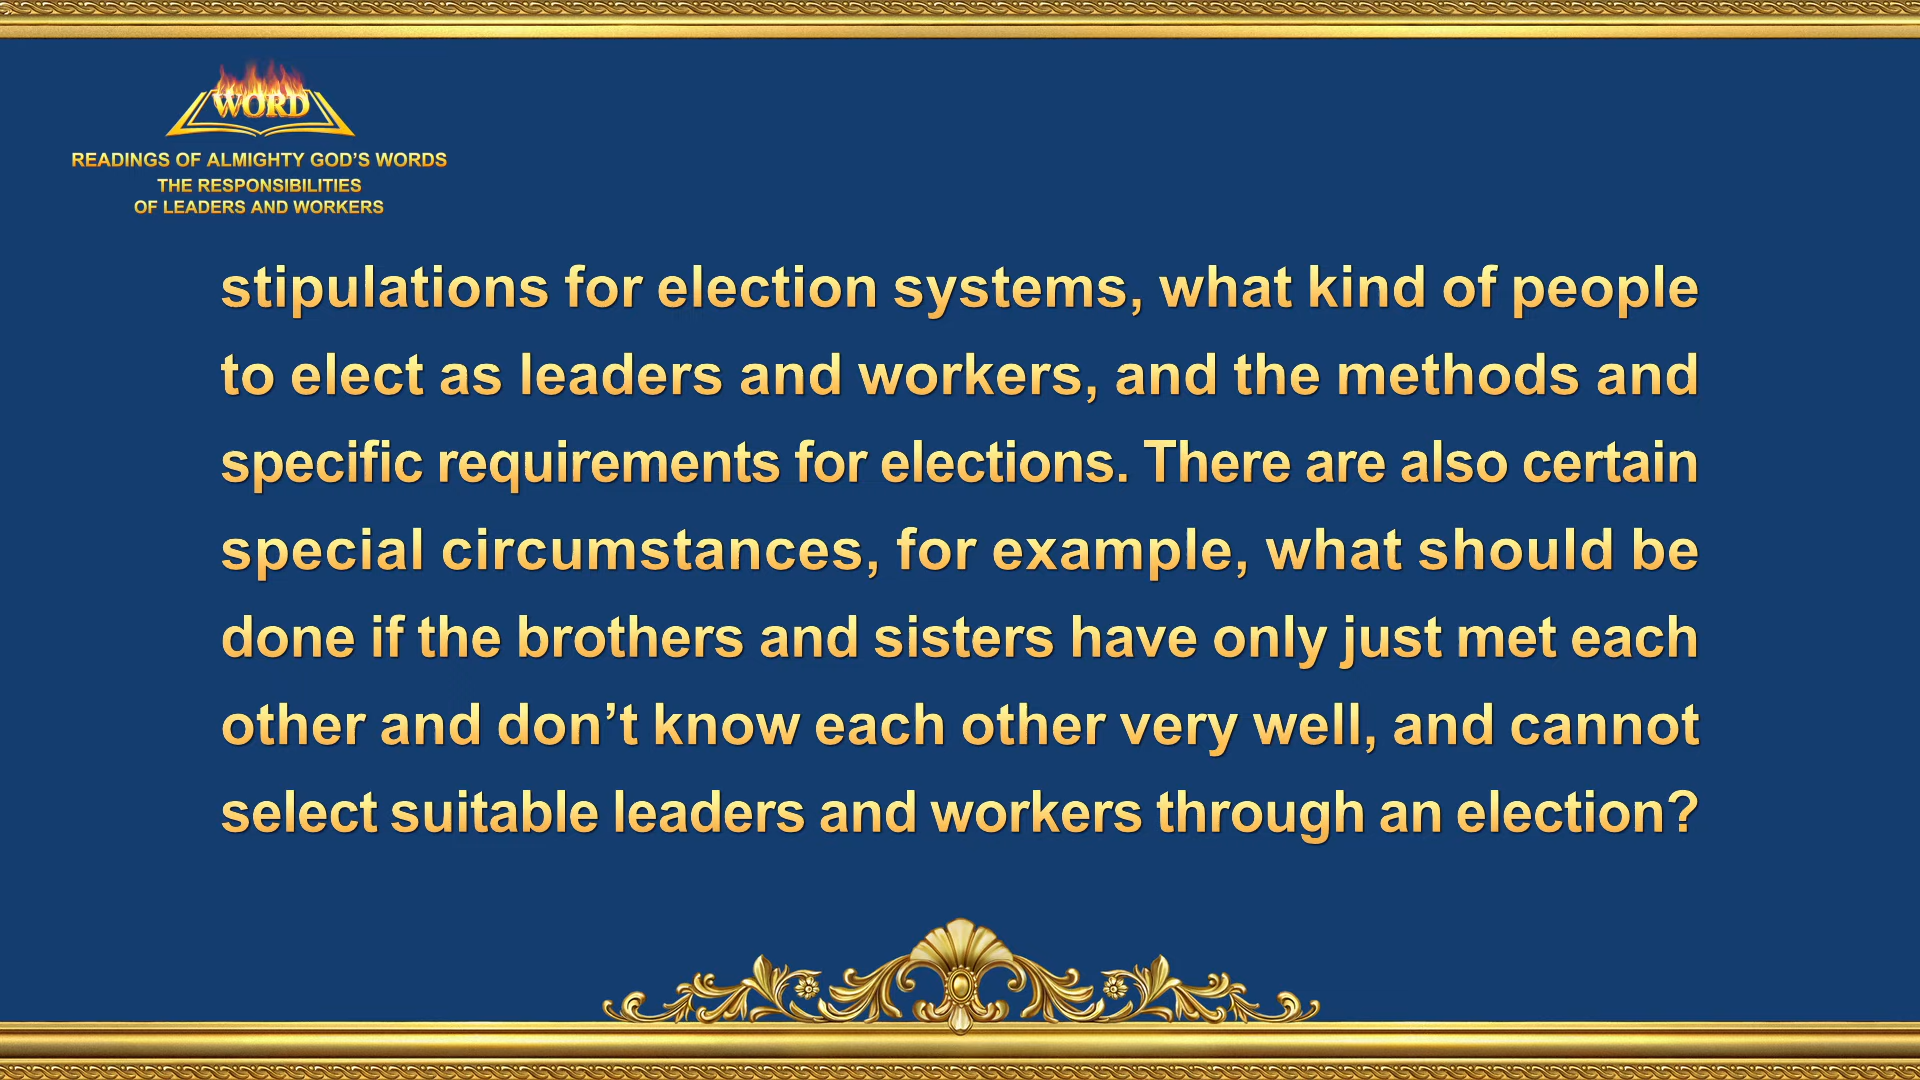 WORD
READINGS OF ALMIGHTY GOD’S WORDS
THE RESPONSIBILITIES
OF LEADERS AND WORKERS
stipulations for election systems, what kind of people
to elect as leaders and workers, and the methods and
specific requirements for elections. There are also certain
special circumstances, for example, what should be
done if the brothers and sisters have only just met each
other and don’t know each other very well, and cannot
select suitable leaders and workers through an election?